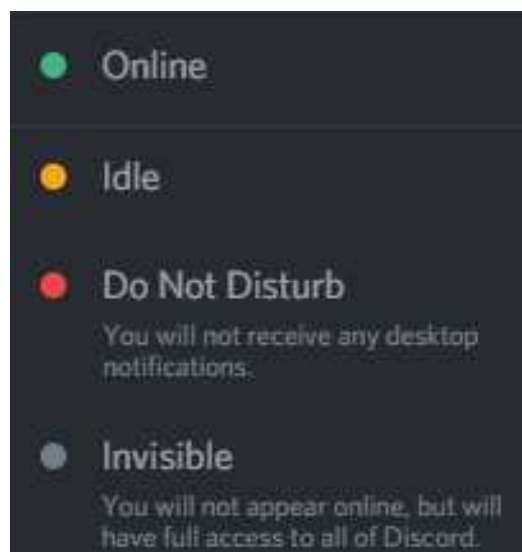 Online
Idle
Do Not Disturb
You will not receive any desktop
notifications.
Invisible
You will not appear online, but will
have full access to all of Discord.